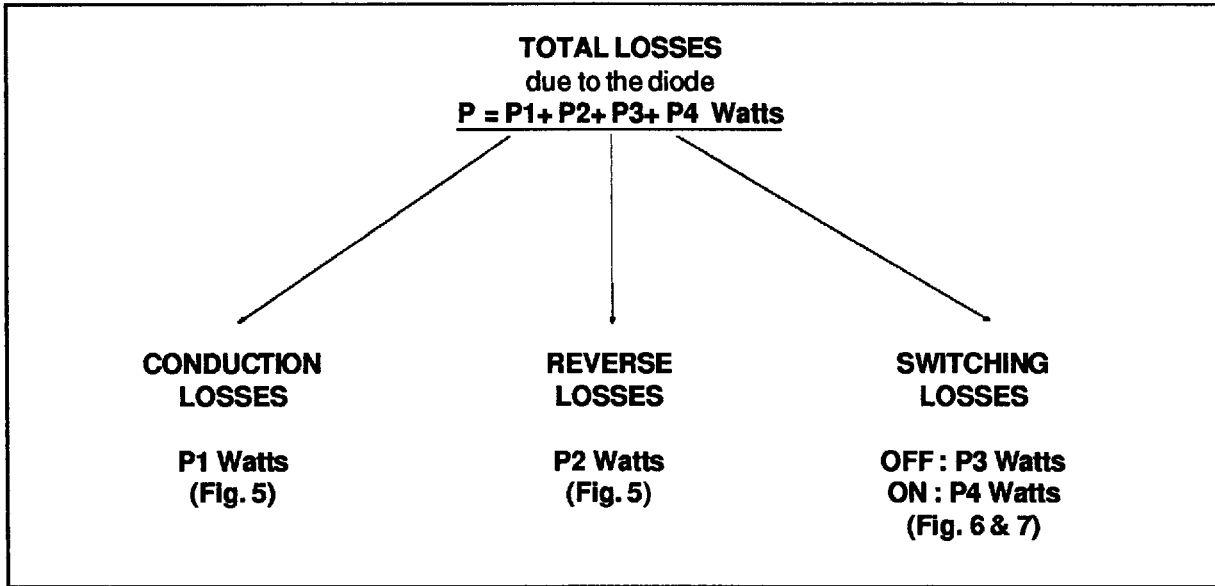 TOTAL LOSSES
due to the diode
P = P1+ P2+ P3+ P4 Watts
CONDUCTION
LOSSES
P1 Watts
(Fig. 5)
REVERSE
LOSSES
P2 Watts
(Fig. 5)
SWITCHING
LOSSES
OFF : P3 Watts
ON : P4 Watts
(Fig. 6 & 7)